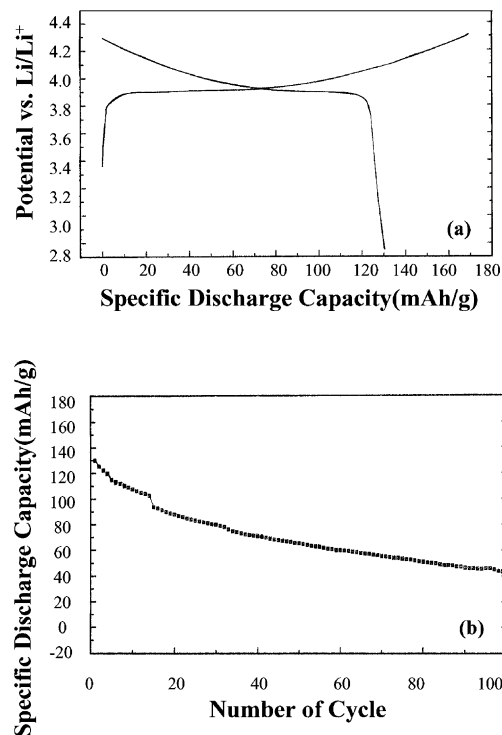 Potential vs. Li/Li+
4.4
4.2
4.0
3.8
3.6
3.4
3.2
3.0
2.8
(a)
0 20 40 60 80 100 120 140 160 180
Specific Discharge Capacity(mAh/g)
Specific Discharge Capacity(mAh/g)
180
160
140
120
100
80
60
40
20
0
-20
(b)
0 20 40 60 80 100
Number of Cycle